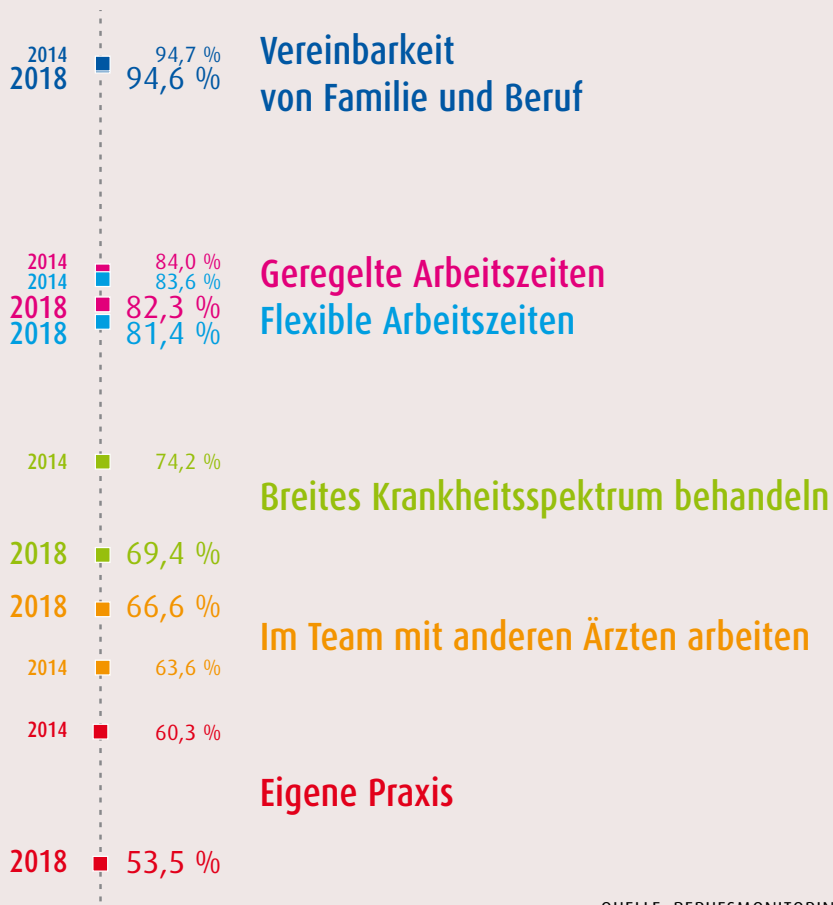 2014 94,7 %
2018 94,6 %
Vereinbarkeit
von Familie und Beruf
2014 84,0 %
2014 83,6 %
2018 82,3 %
2018 81,4 %
Geregelte Arbeitszeiten
Flexible Arbeitszeiten
2014 74,2 %
Breites Krankheitsspektrum behandeln
2018 69,4 %
2018 66,6 %
Im Team mit anderen Ärzten arbeiten
2014 63,6 %
2014 60,3 %
Eigene Praxis
2018 53,5 %